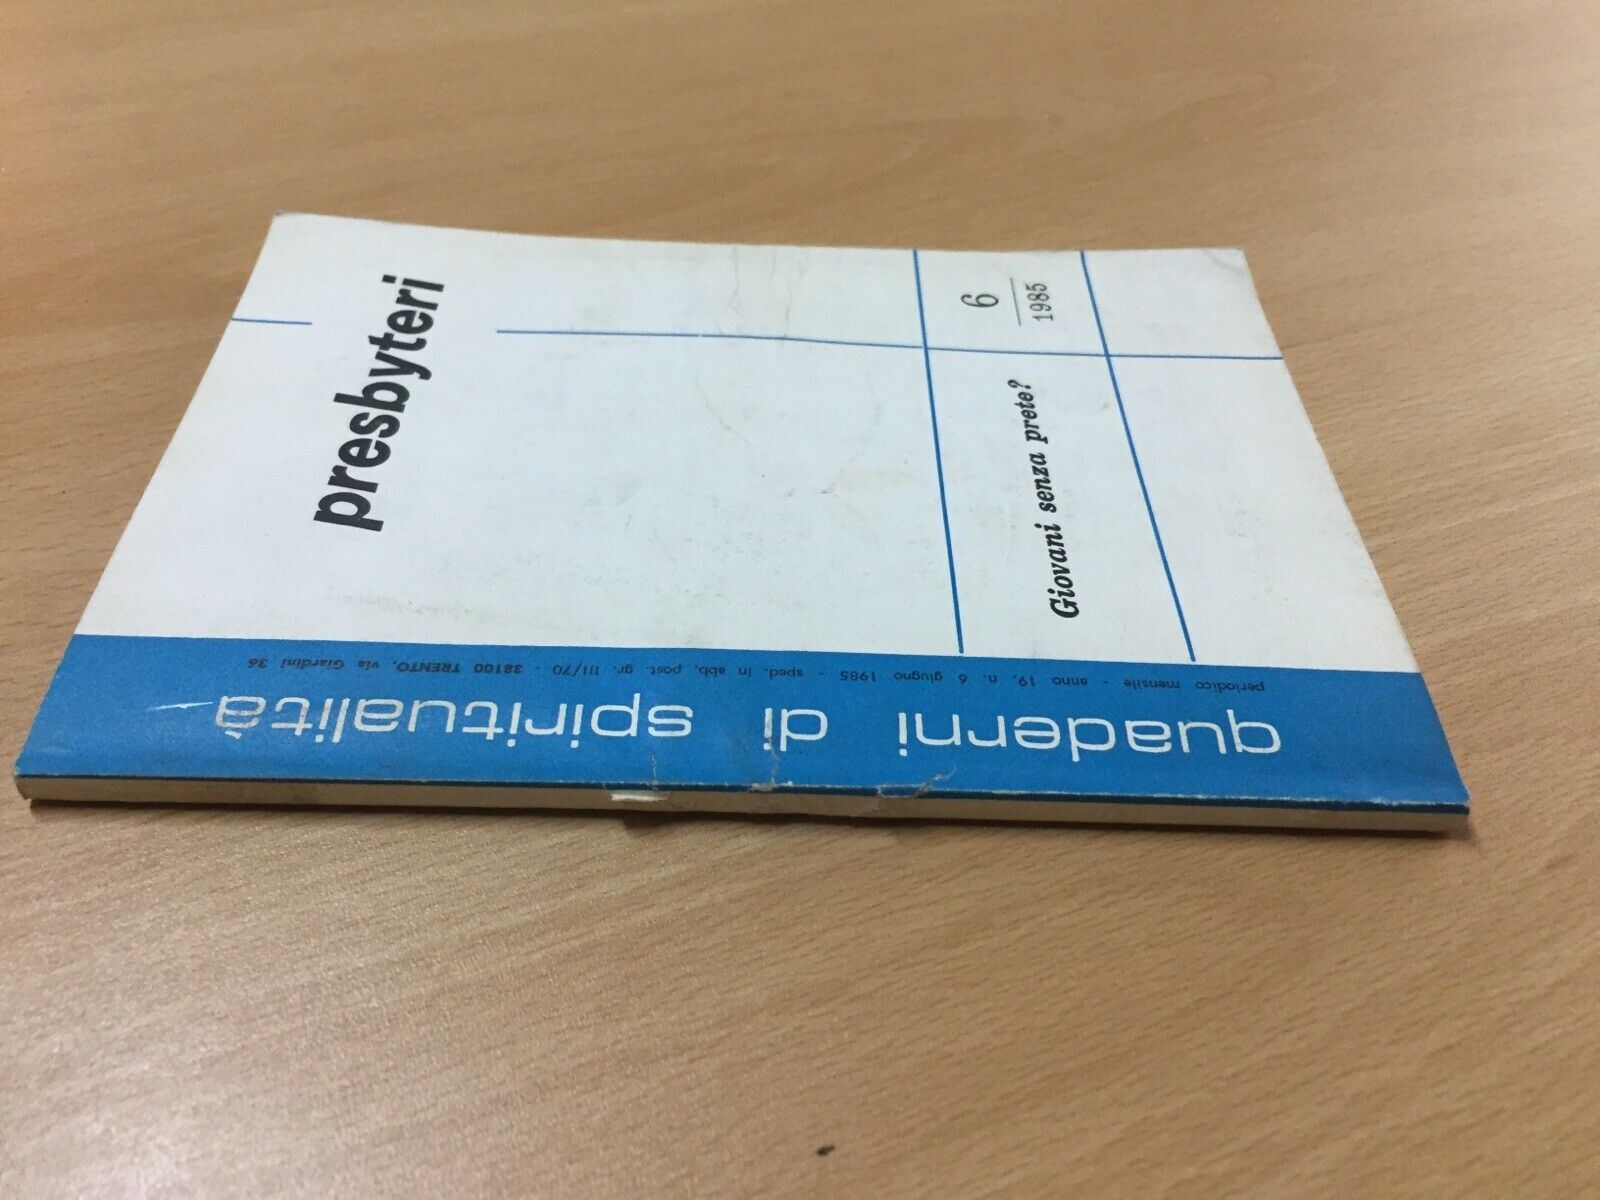 presbyteri
6
1985
Giovani senza prete?
periodico mensile - anno 19, n. 6 giugno 1985 - sped. in abb. post. gr. III/70 - 38100 TRENTO, via Giardini 36
quaderni di spiritualità